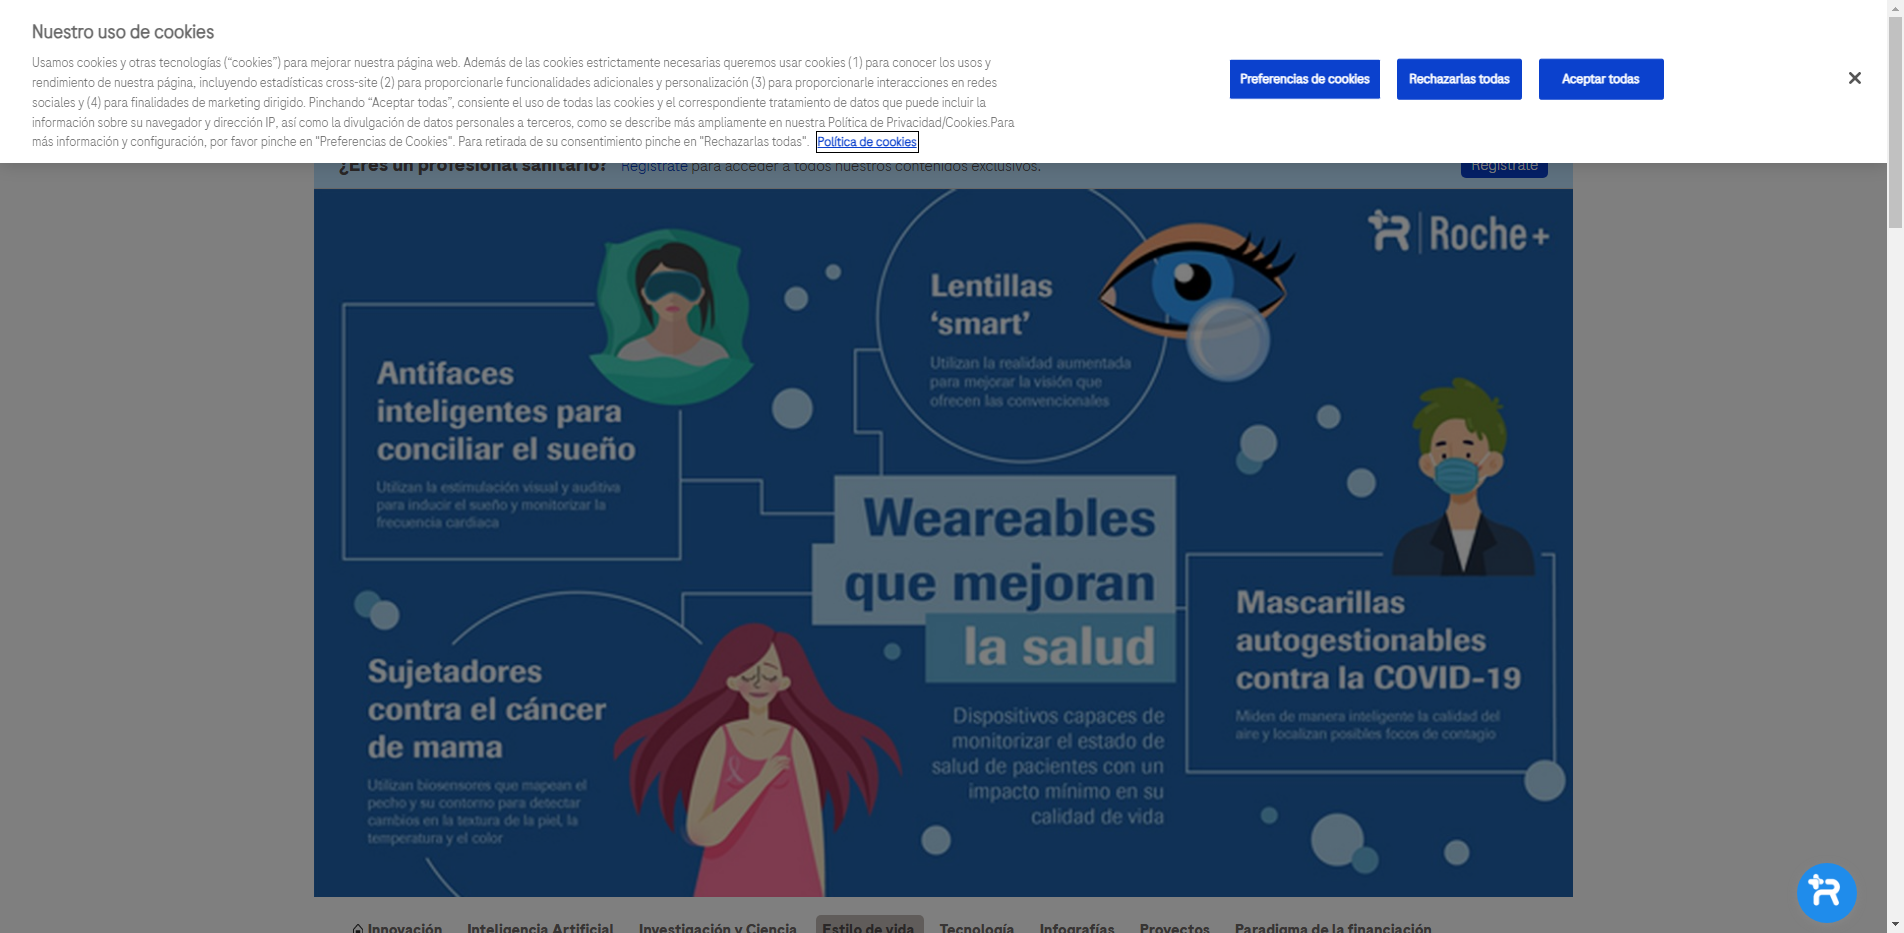 Nuestro uso de cookies
Usamos cookies y otras tecnologías (“cookies”) para mejorar nuestra página web. Además de las cookies estrictamente necesarias queremos usar cookies (1) para conocer los usos y
rendimiento de nuestra página, incluyendo estadísticas cross-site (2) para proporcionarle funcionalidades adicionales y personalización (3) para proporcionarle interacciones en redes
sociales y (4) para finalidades de marketing dirigido. Pinchando “Aceptar todas”, consiente el uso de todas las cookies y el correspondiente tratamiento de datos que puede incluir la
información sobre su navegador y dirección IP, así como la divulgación de datos personales a terceros, como se describe más ampliamente en nuestra Política de Privacidad/Cookies.Para
más información y configuración, por favor pinche en "Preferencias de Cookies". Para retirada de su consentimiento pinche en "Rechazarlas todas". Política de cookies
Preferencias de cookies
Rechazarlas todas
Aceptar todas
¿Eres un profesional sanitario? Regístrate para acceder a todos nuestros contenidos exclusivos.
Regístrate
Roche+
Antifaces
inteligentes para
conciliar el sueño
Utilizan la estimulación visual y auditiva
para inducir el sueño y monitorizar la
frecuencia cardiaca
Lentillas
‘smart’
Utilizan la realidad aumentada
para mejorar la visión que
ofrecen las convencionales
Weareables
que mejoran
la salud
Dispositivos capaces de
monitorizar el estado de
salud de pacientes con un
impacto mínimo en su
calidad de vida
Sujetadores
contra el cáncer
de mama
Utilizan biosensores que mapean el
pecho y su contorno para detectar
cambios en la textura de la piel, la
temperatura y el color
Mascarillas
autogestionables
contra la COVID-19
Miden de manera inteligente la calidad del
aire y localizan posibles focos de contagio
Innovación
Inteligencia Artificial
Investigación y Ciencia
Estilo de vida
Tecnología
Infografías
Proyectos
Paradigma de la financiación